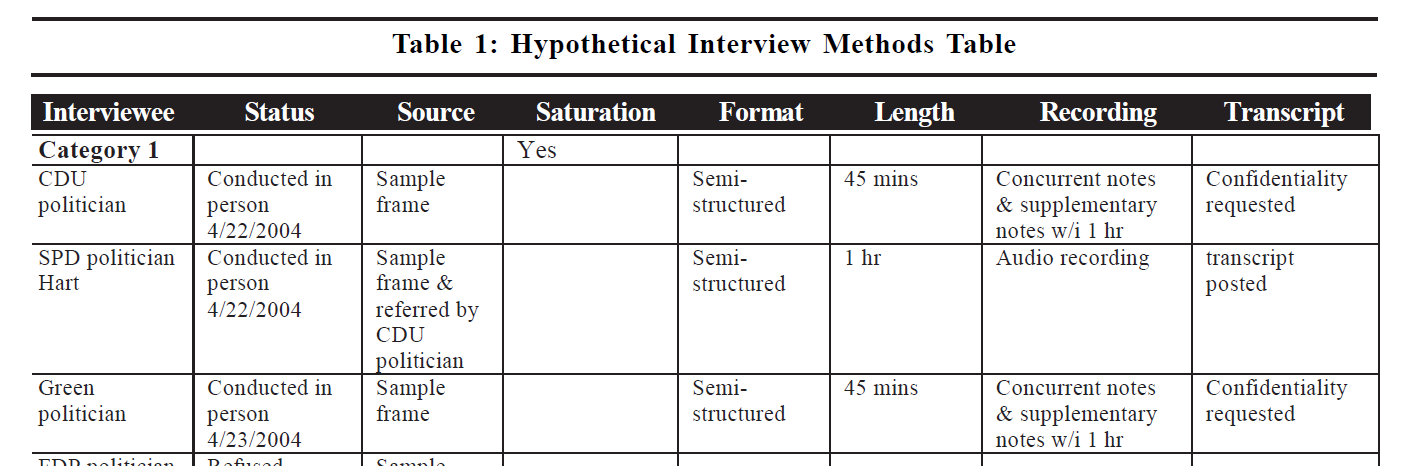 Table 1: Hypothetical Interview Methods Table
Interviewee Status Source Saturation Format Length Recording Transcript
Category 1 Yes
CDU Conducted in Sample Semi- 45 mins Concurrent notes Confidentiality
politician person frame structured & supplementary requested
4/22/2004 notes w/i 1 hr
SPD politician Conducted in Sample Semi- 1 hr Audio recording transcript
Hart person frame & structured posted
4/22/2004 referred by
CDU
politician
Green Conducted in Sample Semi- 45 mins Concurrent notes Confidentiality
politician person frame structured & supplementary requested
4/23/2004 notes w/i 1 hr
FDP politician Refused Sample